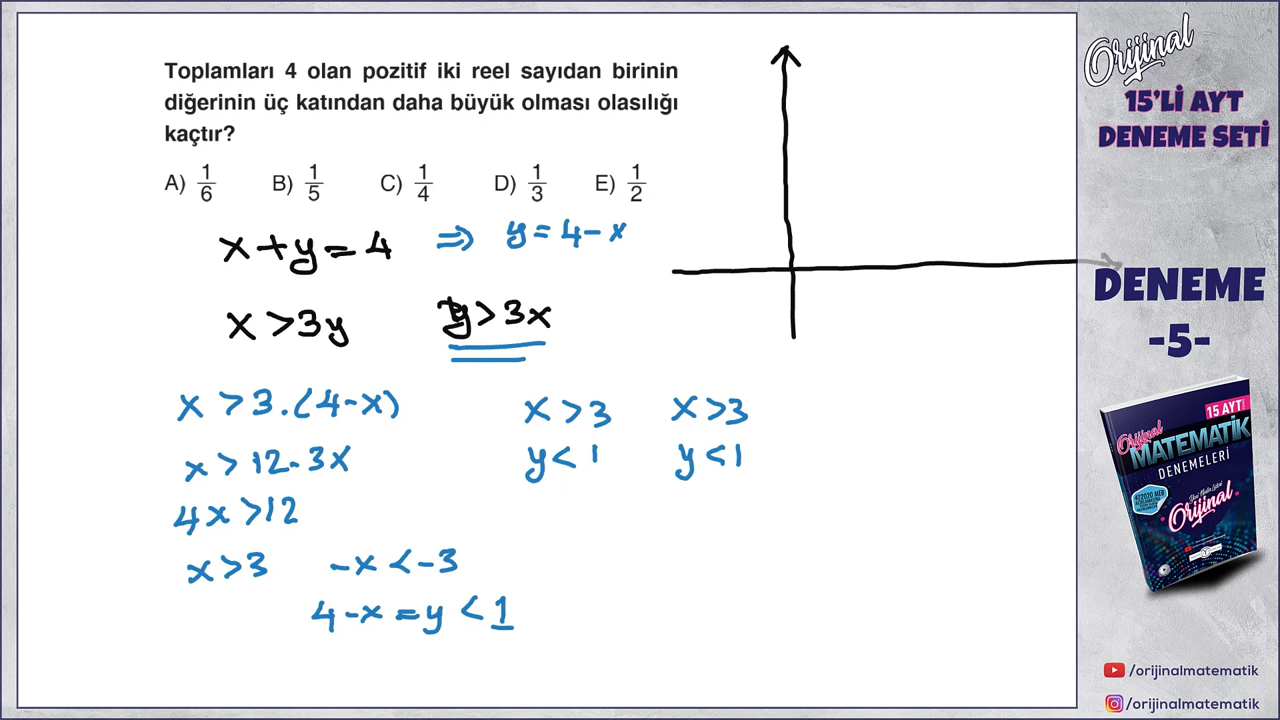 Toplamları 4 olan pozitif iki reel sayıdan birinin
diğerinin üç katından daha büyük olması olasılığı
kaçtır?
A) 1/6 B) 1/5 C) 1/4 D) 1/3 E) 1/2
x + y = 4 ⇒ y = 4 - x
x > 3y y > 3x
x > 3.(4-x) x > 3 x > 3
x > 12 - 3x y < 1 y < 1
4x > 12
x > 3 -x < -3
4 - x = y < 1
Orijinal
15'Lİ AYT
DENEME SETİ
DENEME
-5-
15 AYT
Orijinal
MATEMATİK
DENEMELERİ
Orijinal
/orijinalmatematik
/orijinalmatematik